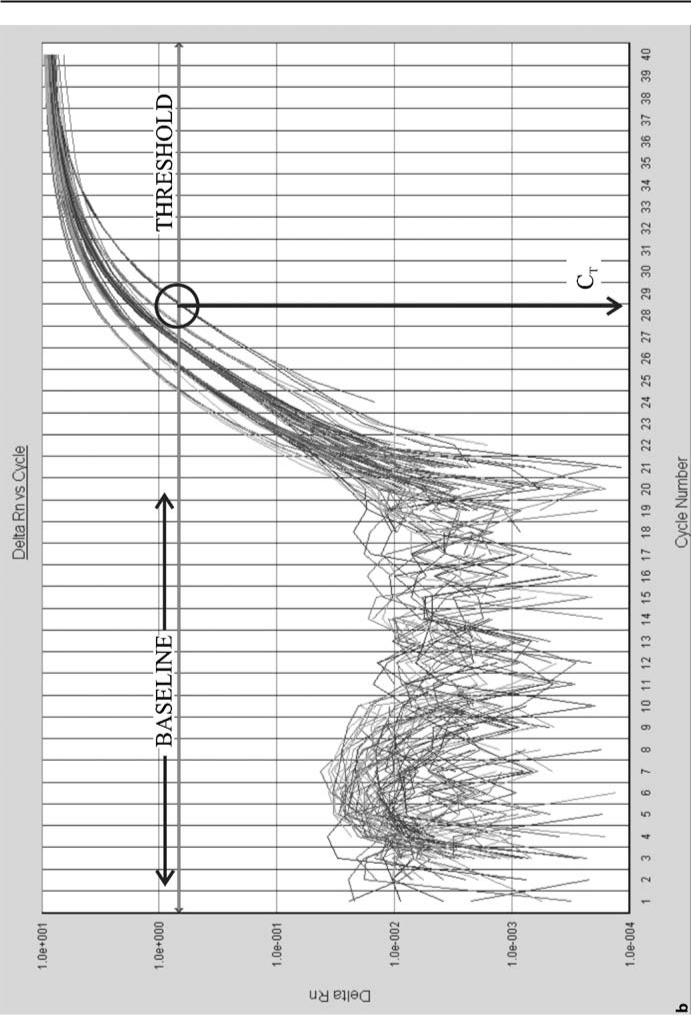 Delta Rn vs Cycle
1.0e+001
1.0e+000
1.0e-001
1.0e-002
1.0e-003
1.0e-004
Delta Rn
BASELINE
THRESHOLD
C_T
1 2 3 4 5 6 7 8 9 10 11 12 13 14 15 16 17 18 19 20 21 22 23 24 25 26 27 28 29 30 31 32 33 34 35 36 37 38 39 40
Cycle Number
b